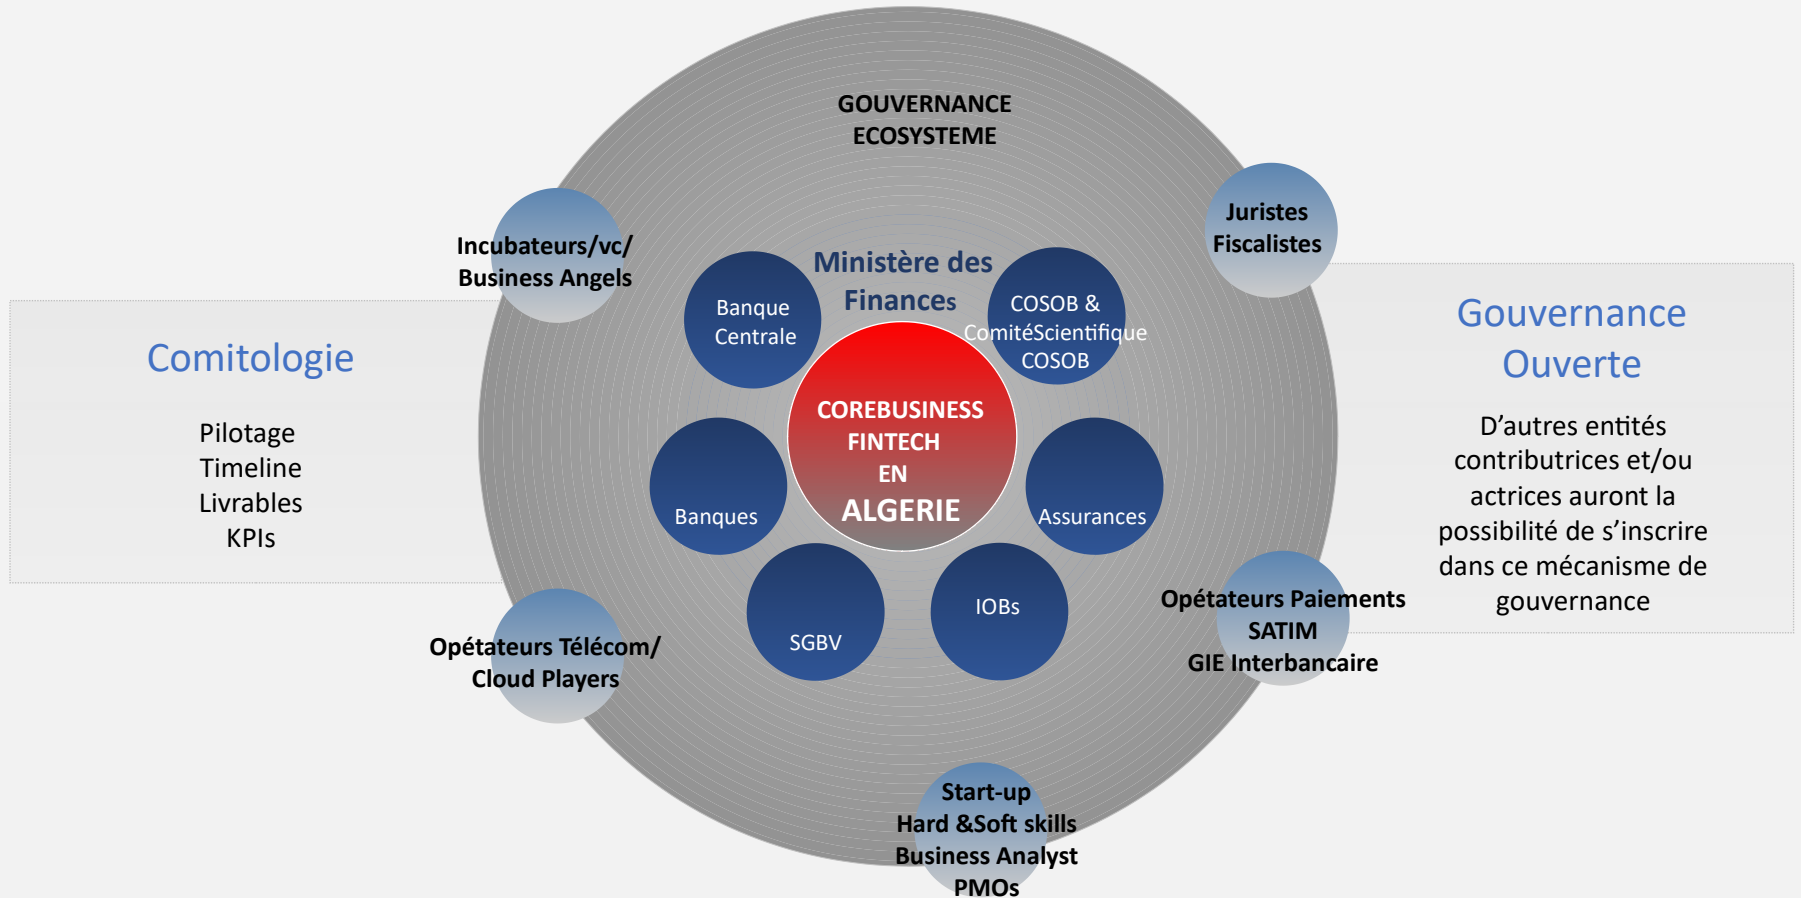 GOUVERNANCE
ECOSYSTEME
Incubateurs/vc/
Business Angels
Juristes
Fiscalistes
Ministère des
Finances
Banque
Centrale
COSOB &
ComitéScientifique
COSOB
COREBUSINESS
FINTECH
EN
ALGERIE
Banques
Assurances
SGBV
IOBs
Comitologie
Pilotage
Timeline
Livrables
KPIs
Gouvernance
Ouverte
D’autres entités
contributrices et/ou
actrices auront la
possibilité de s’inscrire
dans ce mécanisme de
gouvernance
Opétateurs Télécom/
Cloud Players
Opétateurs Paiements
SATIM
GIE Interbancaire
Start-up
Hard &Soft skills
Business Analyst
PMOs